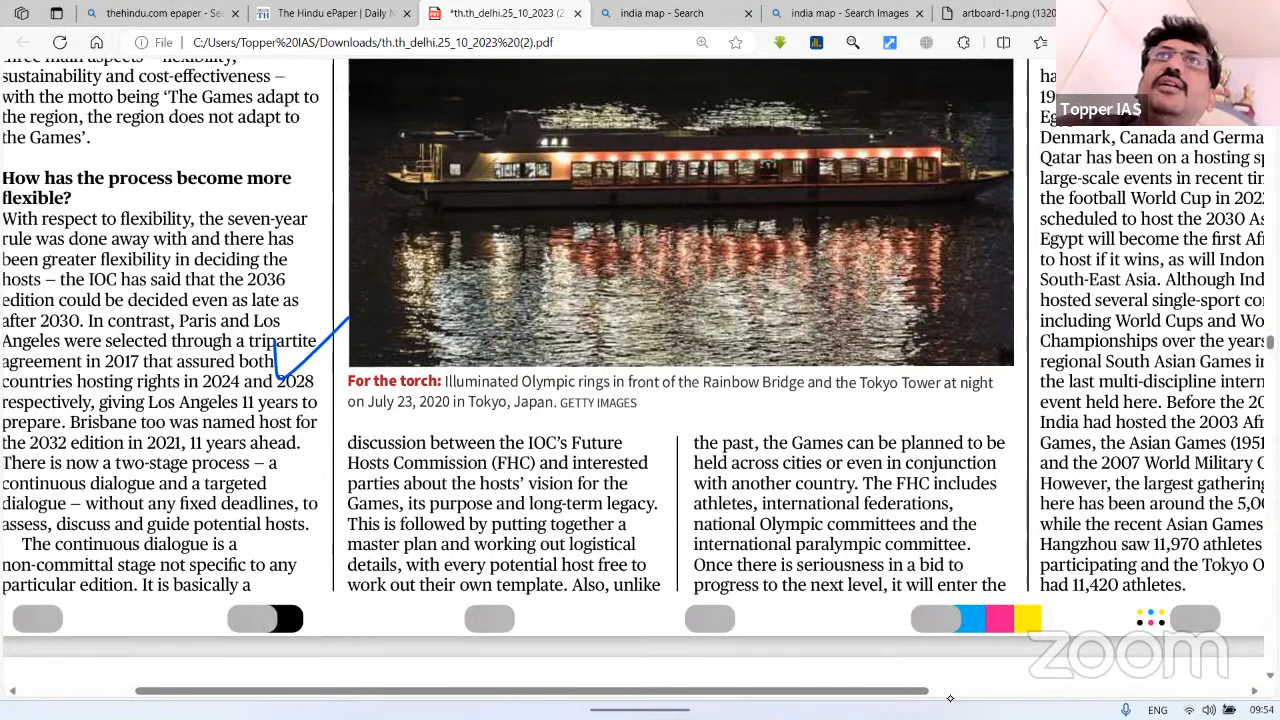 thehindu.com epaper - Se
The Hindu ePaper | Daily N
*th.th_delhi.25_10_2023 (2
india map - Search
india map - Search Images
artboard-1.png (1320
File
C:/Users/Topper%20IAS/Downloads/th.th_delhi.25_10_2023%20(2).pdf
Topper IAS
three main aspects — flexibility,
sustainability and cost-effectiveness —
with the motto being ‘The Games adapt to
the region, the region does not adapt to
the Games’.
How has the process become more
flexible?
With respect to flexibility, the seven-year
rule was done away with and there has
been greater flexibility in deciding the
hosts — the IOC has said that the 2036
edition could be decided even as late as
after 2030. In contrast, Paris and Los
Angeles were selected through a tripartite
agreement in 2017 that assured both
countries hosting rights in 2024 and 2028
respectively, giving Los Angeles 11 years to
prepare. Brisbane too was named host for
the 2032 edition in 2021, 11 years ahead.
There is now a two-stage process — a
continuous dialogue and a targeted
dialogue — without any fixed deadlines, to
assess, discuss and guide potential hosts.
The continuous dialogue is a
non-committal stage not specific to any
particular edition. It is basically a
For the torch: Illuminated Olympic rings in front of the Rainbow Bridge and the Tokyo Tower at night
on July 23, 2020 in Tokyo, Japan. GETTY IMAGES
discussion between the IOC’s Future
Hosts Commission (FHC) and interested
parties about the hosts’ vision for the
Games, its purpose and long-term legacy.
This is followed by putting together a
master plan and working out logistical
details, with every potential host free to
work out their own template. Also, unlike
the past, the Games can be planned to be
held across cities or even in conjunction
with another country. The FHC includes
athletes, international federations,
national Olympic committees and the
international paralympic committee.
Once there is seriousness in a bid to
progress to the next level, it will enter the
ha
19
Eg
Denmark, Canada and Germa
Qatar has been on a hosting sp
large-scale events in recent tim
the football World Cup in 202
scheduled to host the 2030 As
Egypt will become the first Afr
to host if it wins, as will Indon
South-East Asia. Although Ind
hosted several single-sport co
including World Cups and Wo
Championships over the years
regional South Asian Games in
the last multi-discipline intern
event held here. Before the 20
India had hosted the 2003 Afr
Games, the Asian Games (1951
and the 2007 World Military G
However, the largest gathering
here has been around the 5,00
while the recent Asian Games
Hangzhou saw 11,970 athletes
participating and the Tokyo O
had 11,420 athletes.
zoom
ENG
09:54